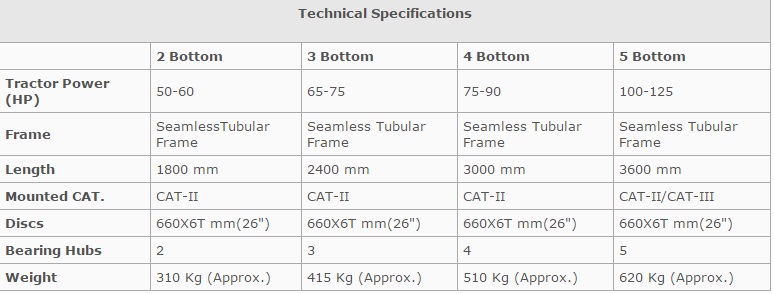 Technical Specifications
2 Bottom 3 Bottom 4 Bottom 5 Bottom
Tractor Power (HP) 50-60 65-75 75-90 100-125
Frame SeamlessTubular Frame Seamless Tubular Frame Seamless Tubular Frame Seamless Tubular Frame
Length 1800 mm 2400 mm 3000 mm 3600 mm
Mounted CAT. CAT-II CAT-II CAT-II CAT-II/CAT-III
Discs 660X6T mm(26") 660X6T mm(26") 660X6T mm(26") 660X6T mm(26")
Bearing Hubs 2 3 4 5
Weight 310 Kg (Approx.) 415 Kg (Approx.) 510 Kg (Approx.) 620 Kg (Approx.)